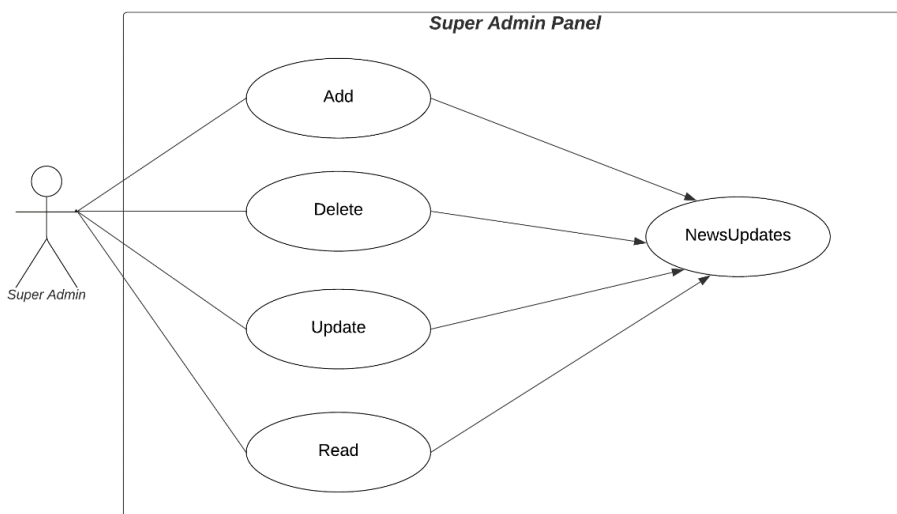 Super Admin Panel
Add
Delete
NewsUpdates
Super Admin
Update
Read